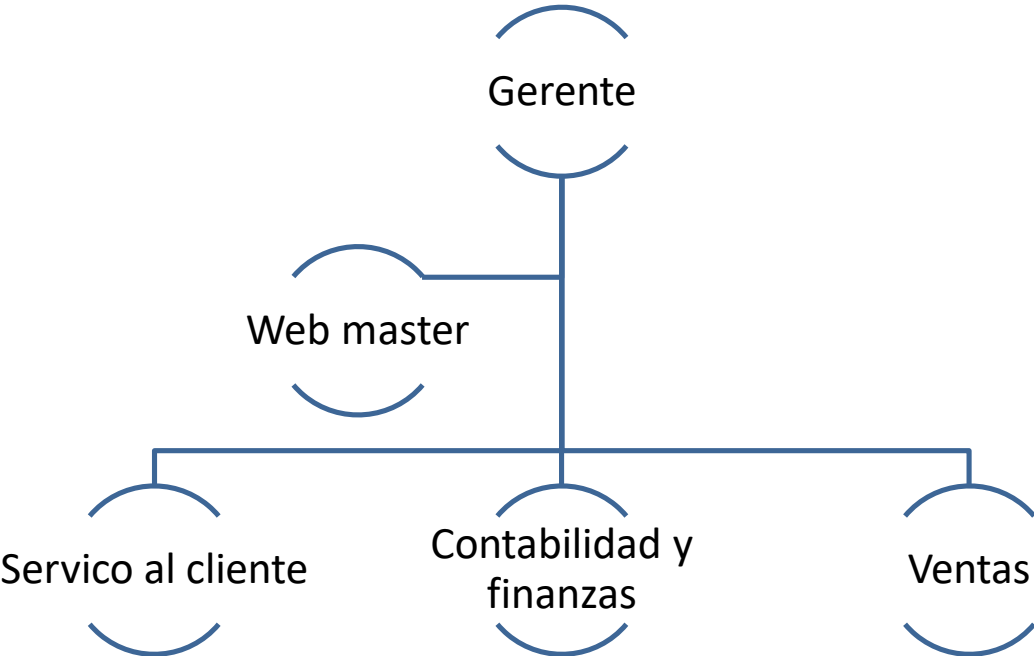 Gerente
Web master
Servico al cliente
Contabilidad y
finanzas
Ventas